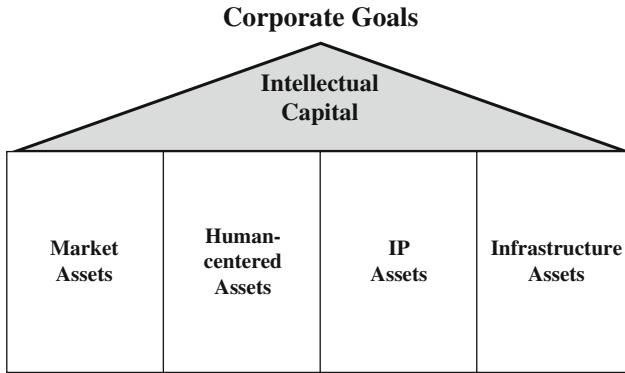 Corporate Goals
Intellectual
Capital
Market
Assets
Human-
centered
Assets
IP
Assets
Infrastructure
Assets